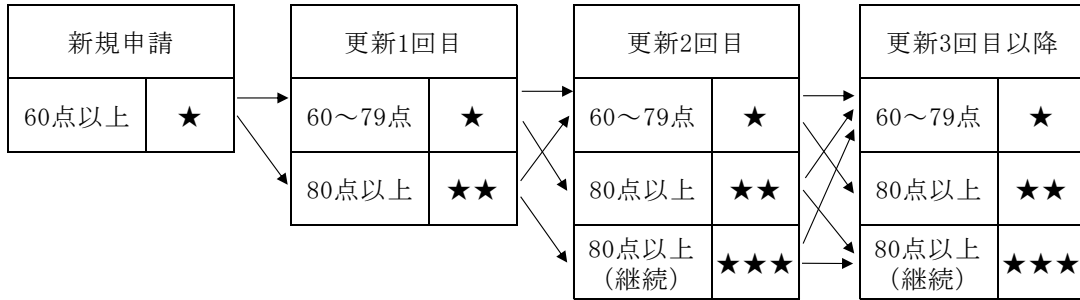 新規申請
60点以上 ★
更新1回目
60～79点 ★
80点以上 ★★
更新2回目
60～79点 ★
80点以上 ★★
80点以上
（継続） ★★★
更新3回目以降
60～79点 ★
80点以上 ★★
80点以上
（継続） ★★★